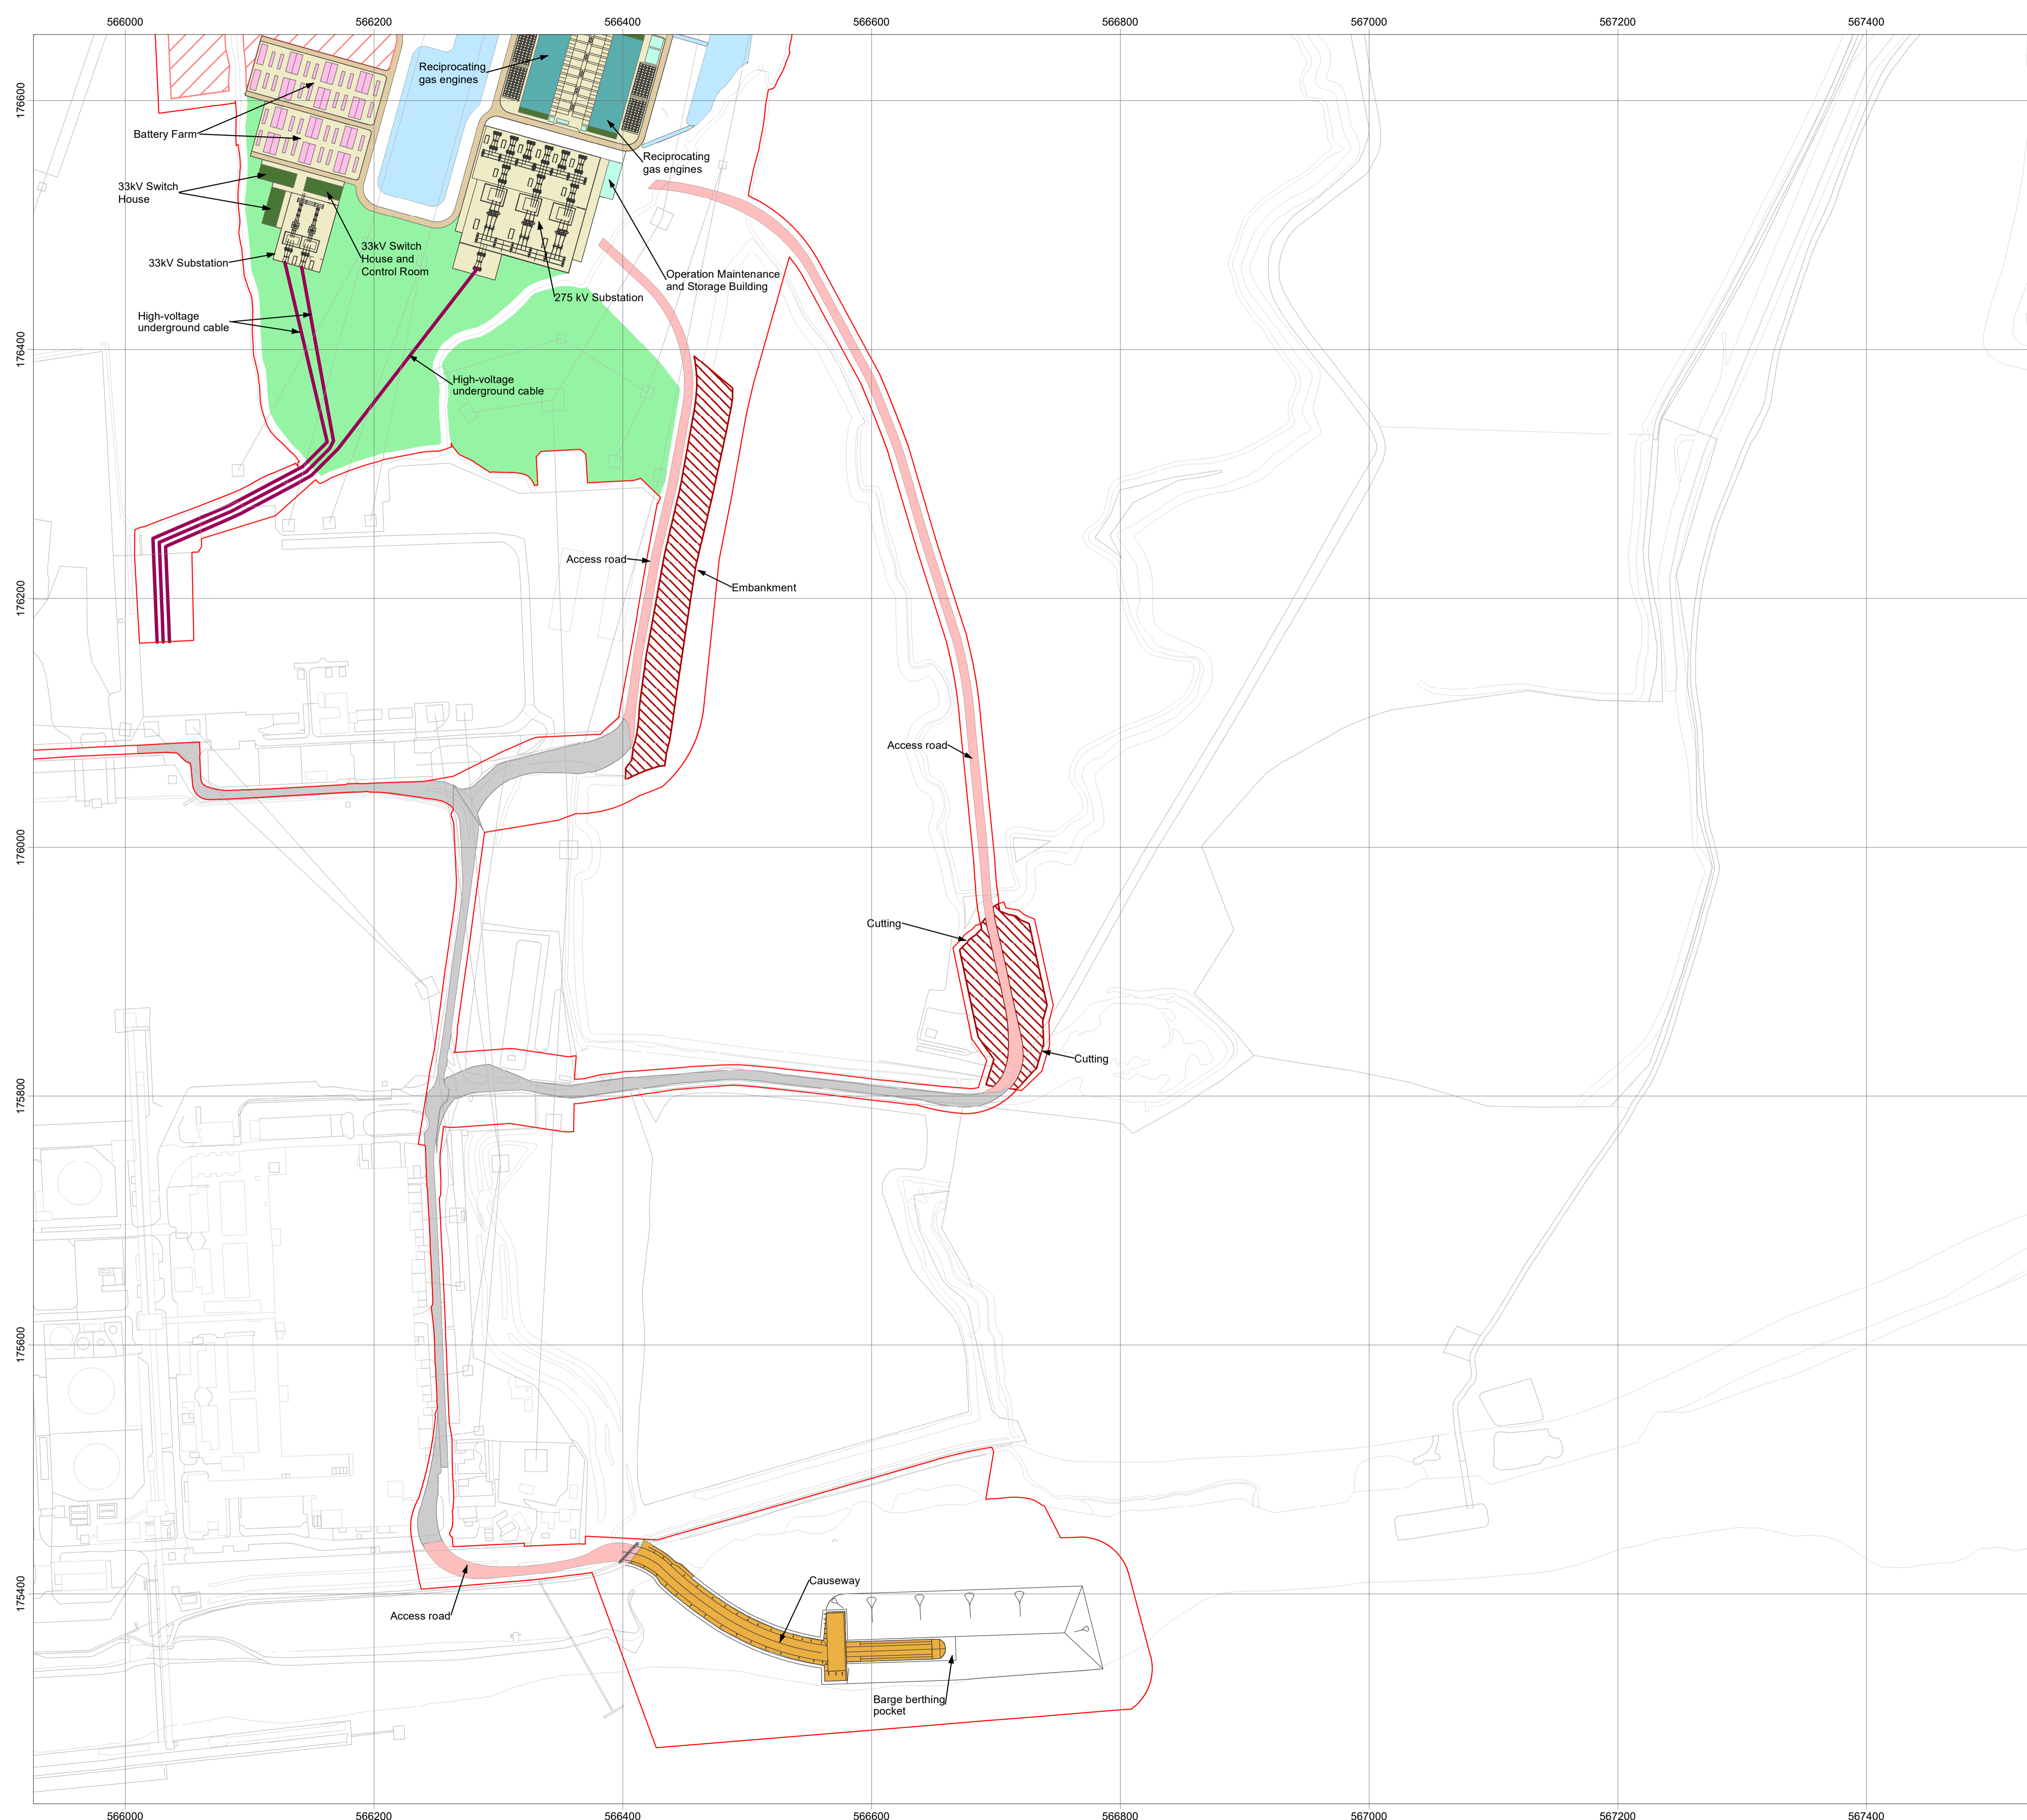 566000 566200 566400 566600 566800 567000 567200 567400
176600
176400
176200
176000
175800
175600
175400
Reciprocating
gas engines
Battery Farm
Reciprocating
gas engines
33kV Switch
House
33kV Switch
House and
Control Room
33kV Substation
Operation Maintenance
and Storage Building
275 kV Substation
High-voltage
underground cable
High-voltage
underground cable
Access road
Embankment
Access road
Cutting
Cutting
Causeway
Access road
Barge berthing
pocket
566000 566200 566400 566600 566800 567000 567200 567400